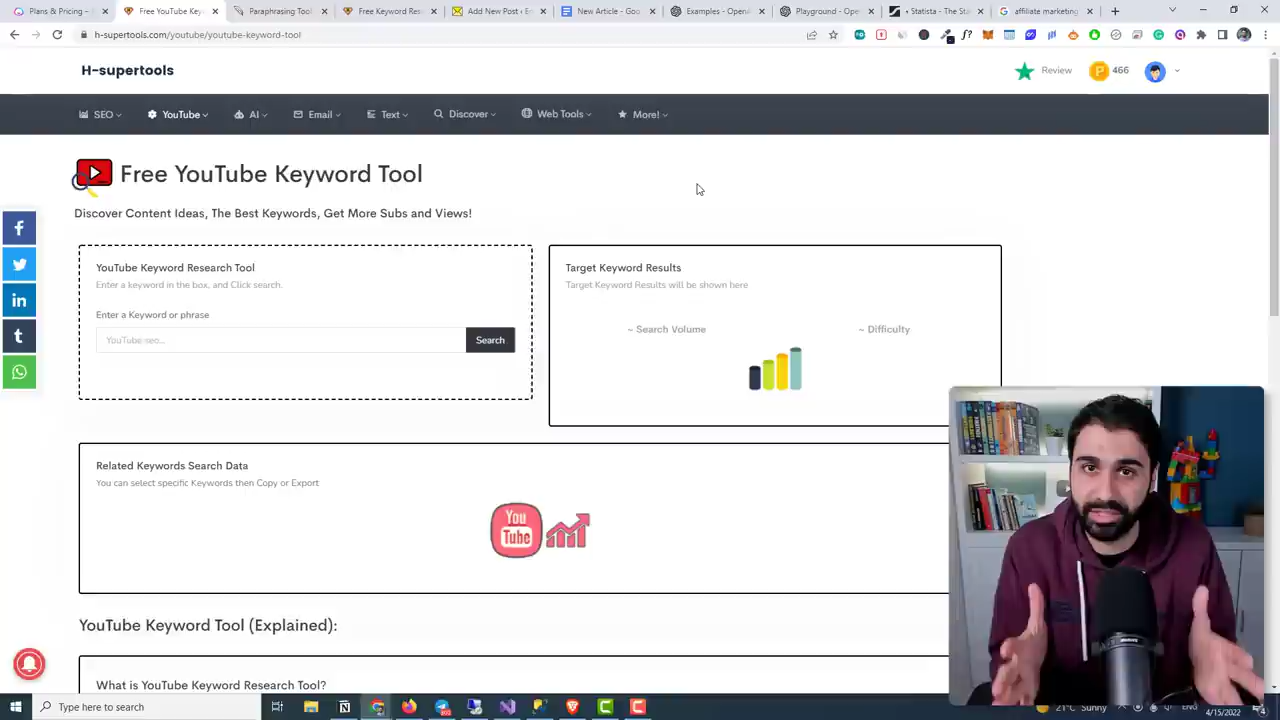 Plans & Pricing
Free YouTube Key
Paraphrasing Tool
Free Keyword Res
Add New Post
New Article - Goo
Examples - OpenA
Playground - Open
Statista - The Sta
affiliate marketing
h-supertools.com/youtube/youtube-keyword-tool
H-supertools
Review
P 466
SEO
YouTube
AI
Email
Text
Discover
Web Tools
More!
Free YouTube Keyword Tool
Discover Content Ideas, The Best Keywords, Get More Subs and Views!
YouTube Keyword Research Tool
Enter a keyword in the box, and Click search.
Enter a Keyword or phrase
YouTube seo...
Search
Target Keyword Results
Target Keyword Results will be shown here
~ Search Volume
~ Difficulty
Related Keywords Search Data
You can select specific Keywords then Copy or Export
You
Tube
YouTube Keyword Tool (Explained):
What is YouTube Keyword Research Tool?
Type here to search
21°C Sunny
ENG
4/15/2022